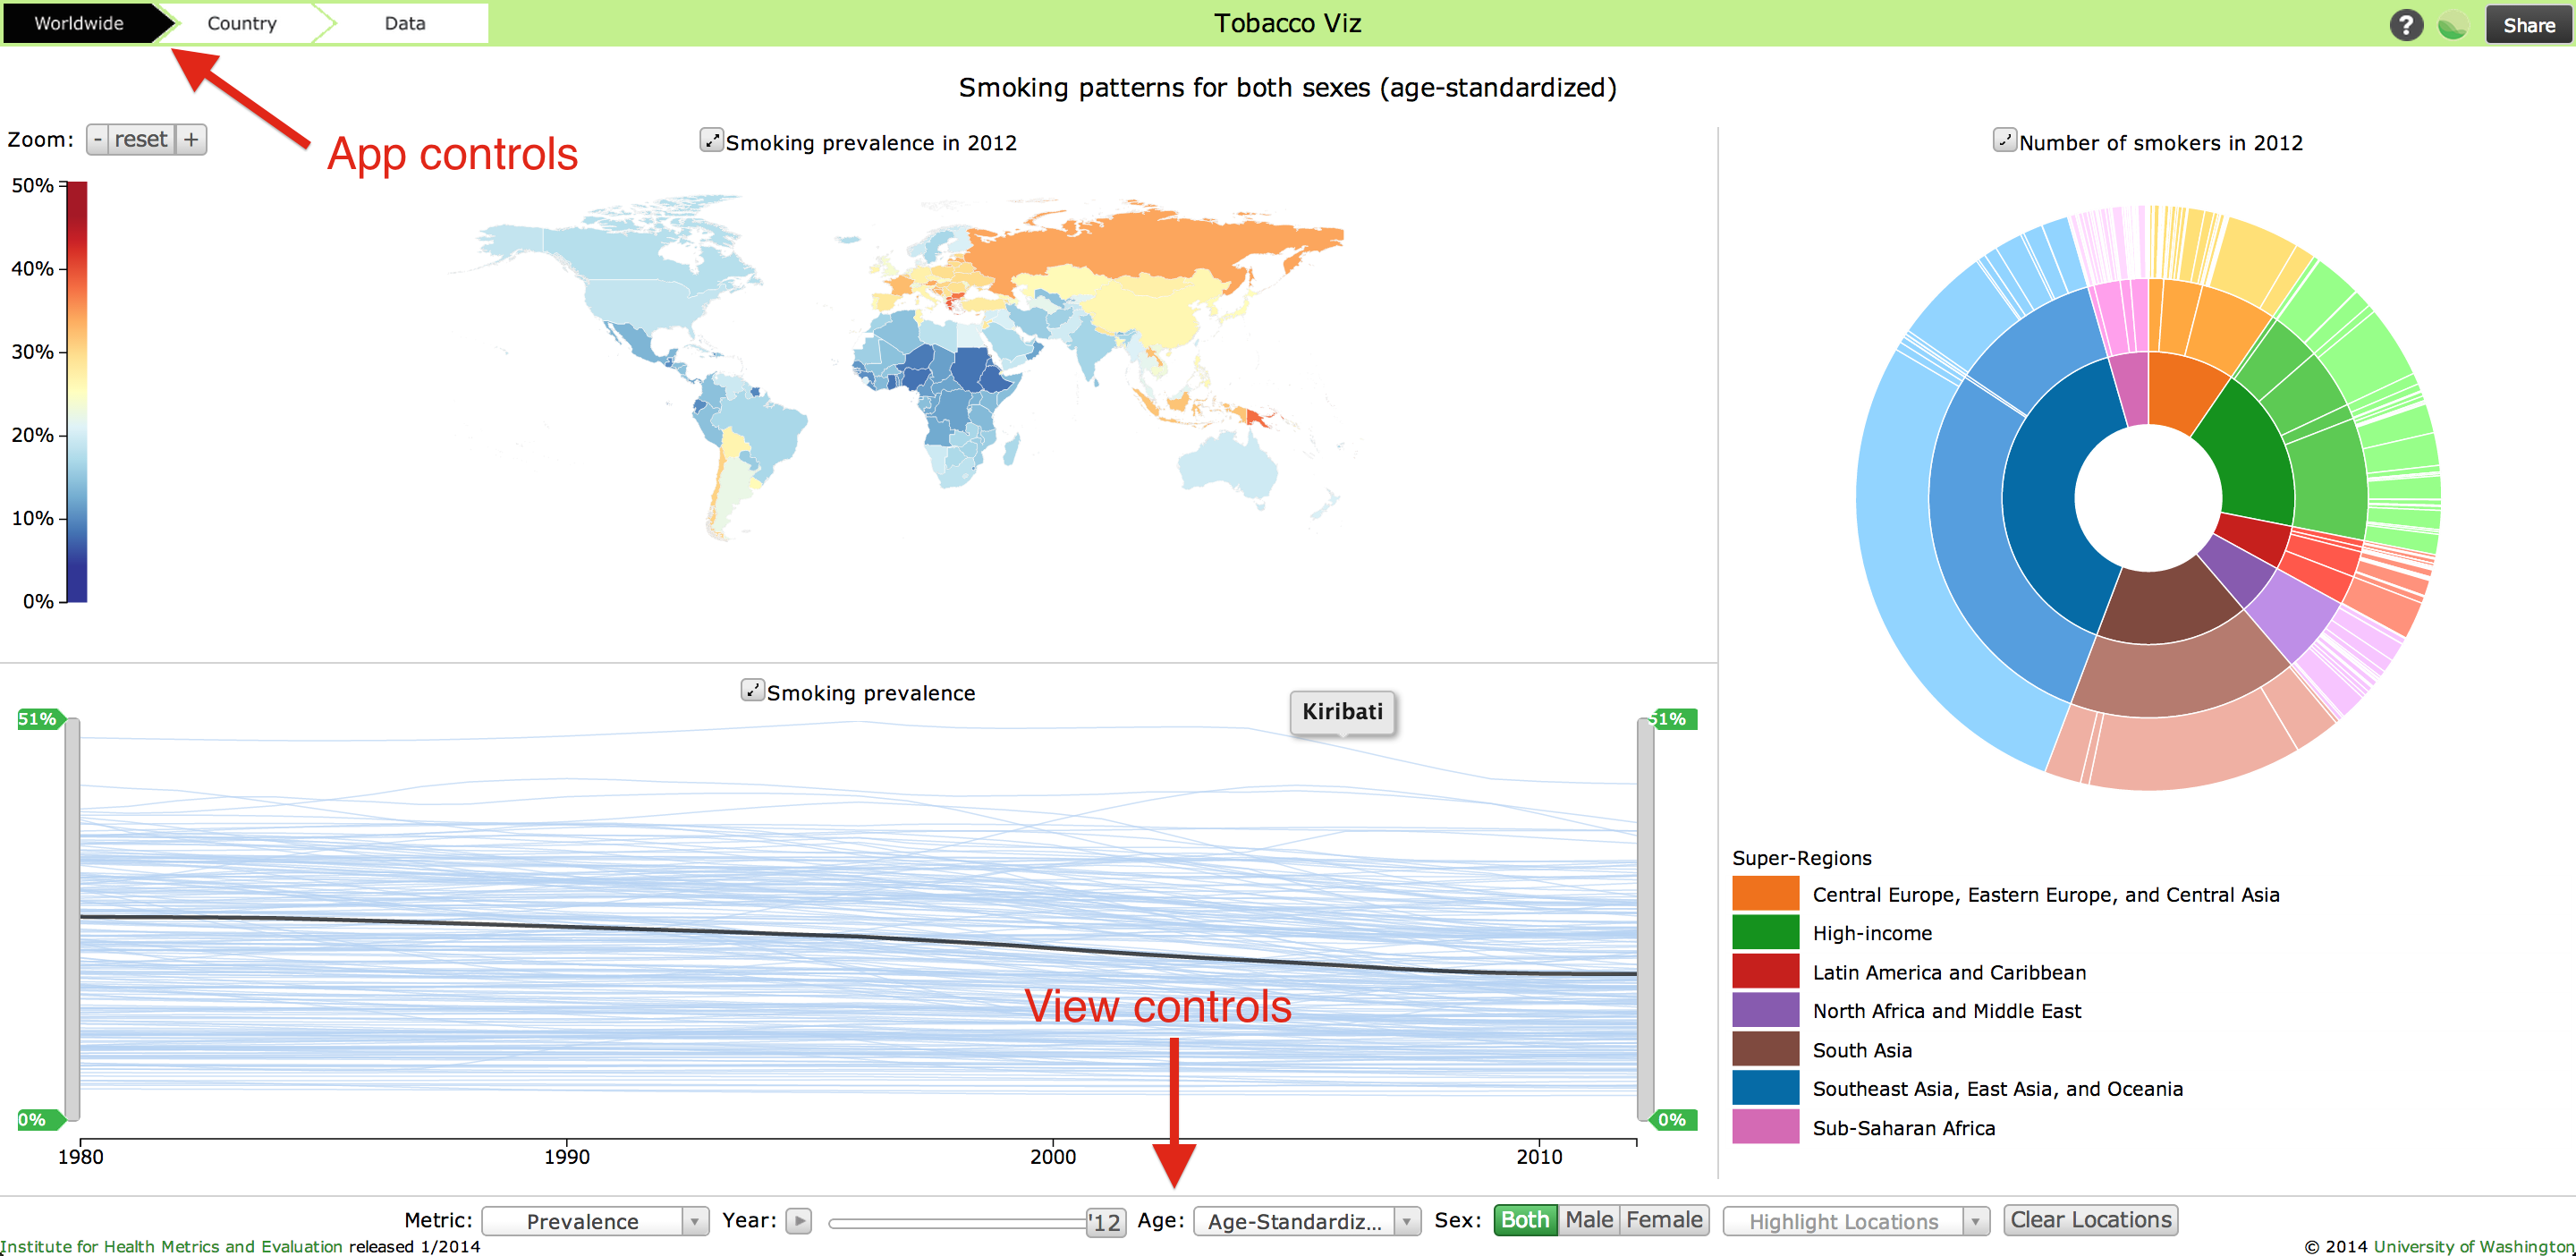 Worldwide
Country
Data
Tobacco Viz
?
Share
Smoking patterns for both sexes (age-standardized)
Zoom: - reset +
App controls
Smoking prevalence in 2012
Number of smokers in 2012
50%
40%
30%
20%
10%
0%
Smoking prevalence
Kiribati
51%
51%
View controls
0%
0%
1980
1990
2000
2010
Super-Regions
Central Europe, Eastern Europe, and Central Asia
High-income
Latin America and Caribbean
North Africa and Middle East
South Asia
Southeast Asia, East Asia, and Oceania
Sub-Saharan Africa
Metric: Prevalence Year: '12 Age: Age-Standardiz... Sex: Both Male Female Highlight Locations Clear Locations
Institute for Health Metrics and Evaluation released 1/2014
© 2014 University of Washington